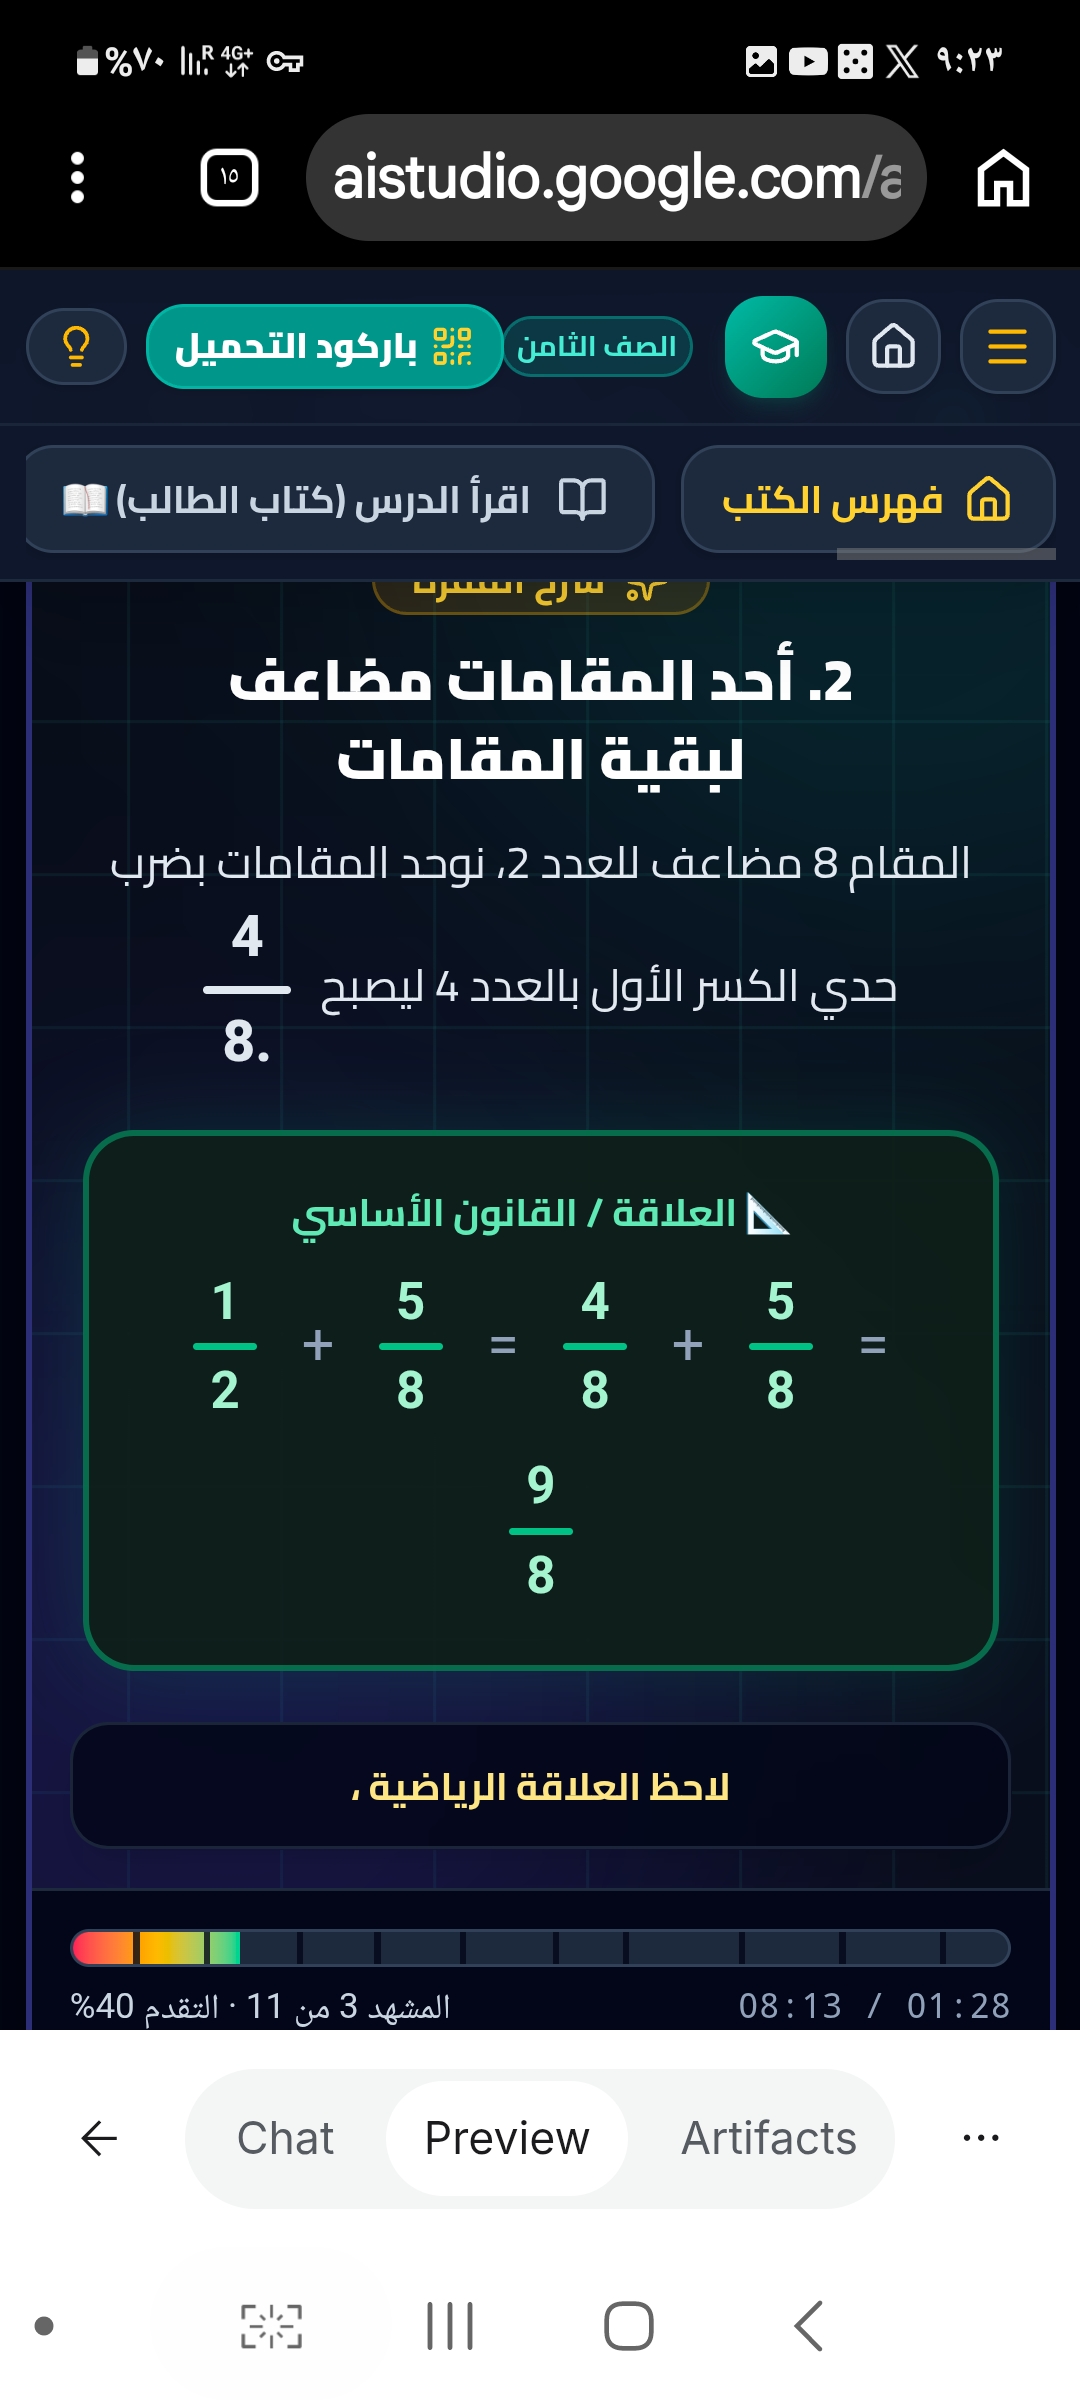 ٩:٢٣
4G+ R %٧٠
aistudio.google.com/a
١٥
الصف الثامن
باركود التحميل
فهرس الكتب
اقرأ الدرس (كتاب الطالب) 📖
شارح الفقرة
2. أحد المقامات مضاعف
لبقية المقامات
المقام 8 مضاعف للعدد 2، نوحد المقامات بضرب
حدي الكسر الأول بالعدد 4 ليصبح 4/8.
📐 العلاقة / القانون الأساسي
1/2 + 5/8 = 4/8 + 5/8 =
9/8
لاحظ العلاقة الرياضية ،
08:13 / 01:28
المشهد 3 من 11 · التقدم 40%
Chat Preview Artifacts